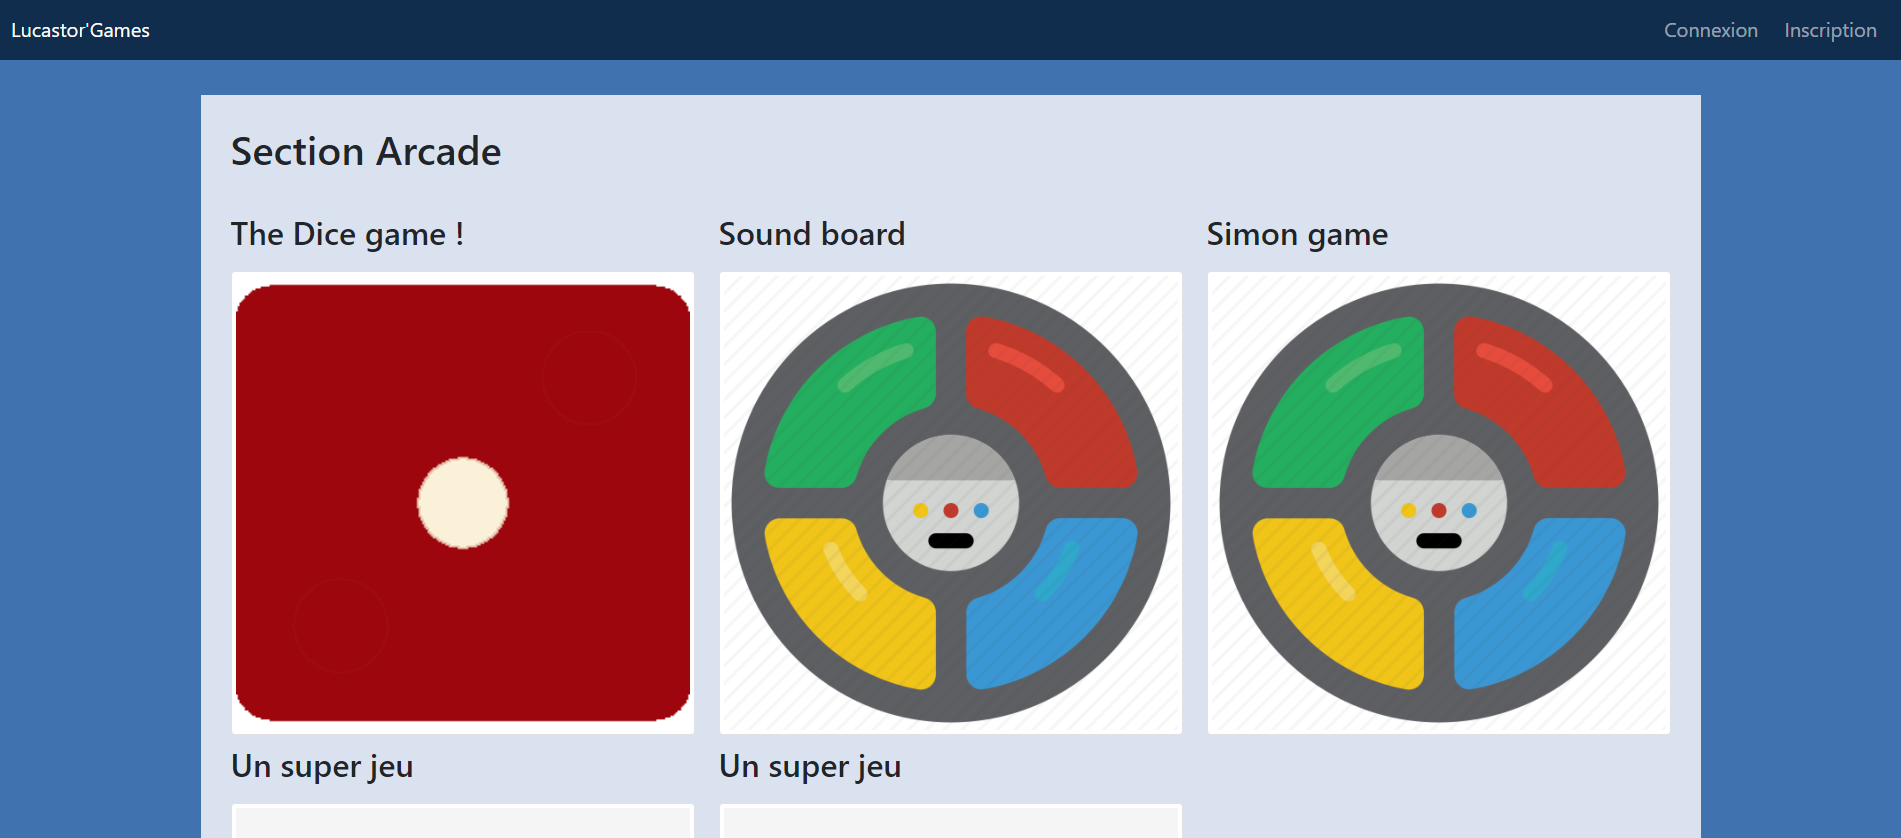 Lucastor'Games
Connexion Inscription
Section Arcade
The Dice game !
Sound board
Simon game
Un super jeu
Un super jeu